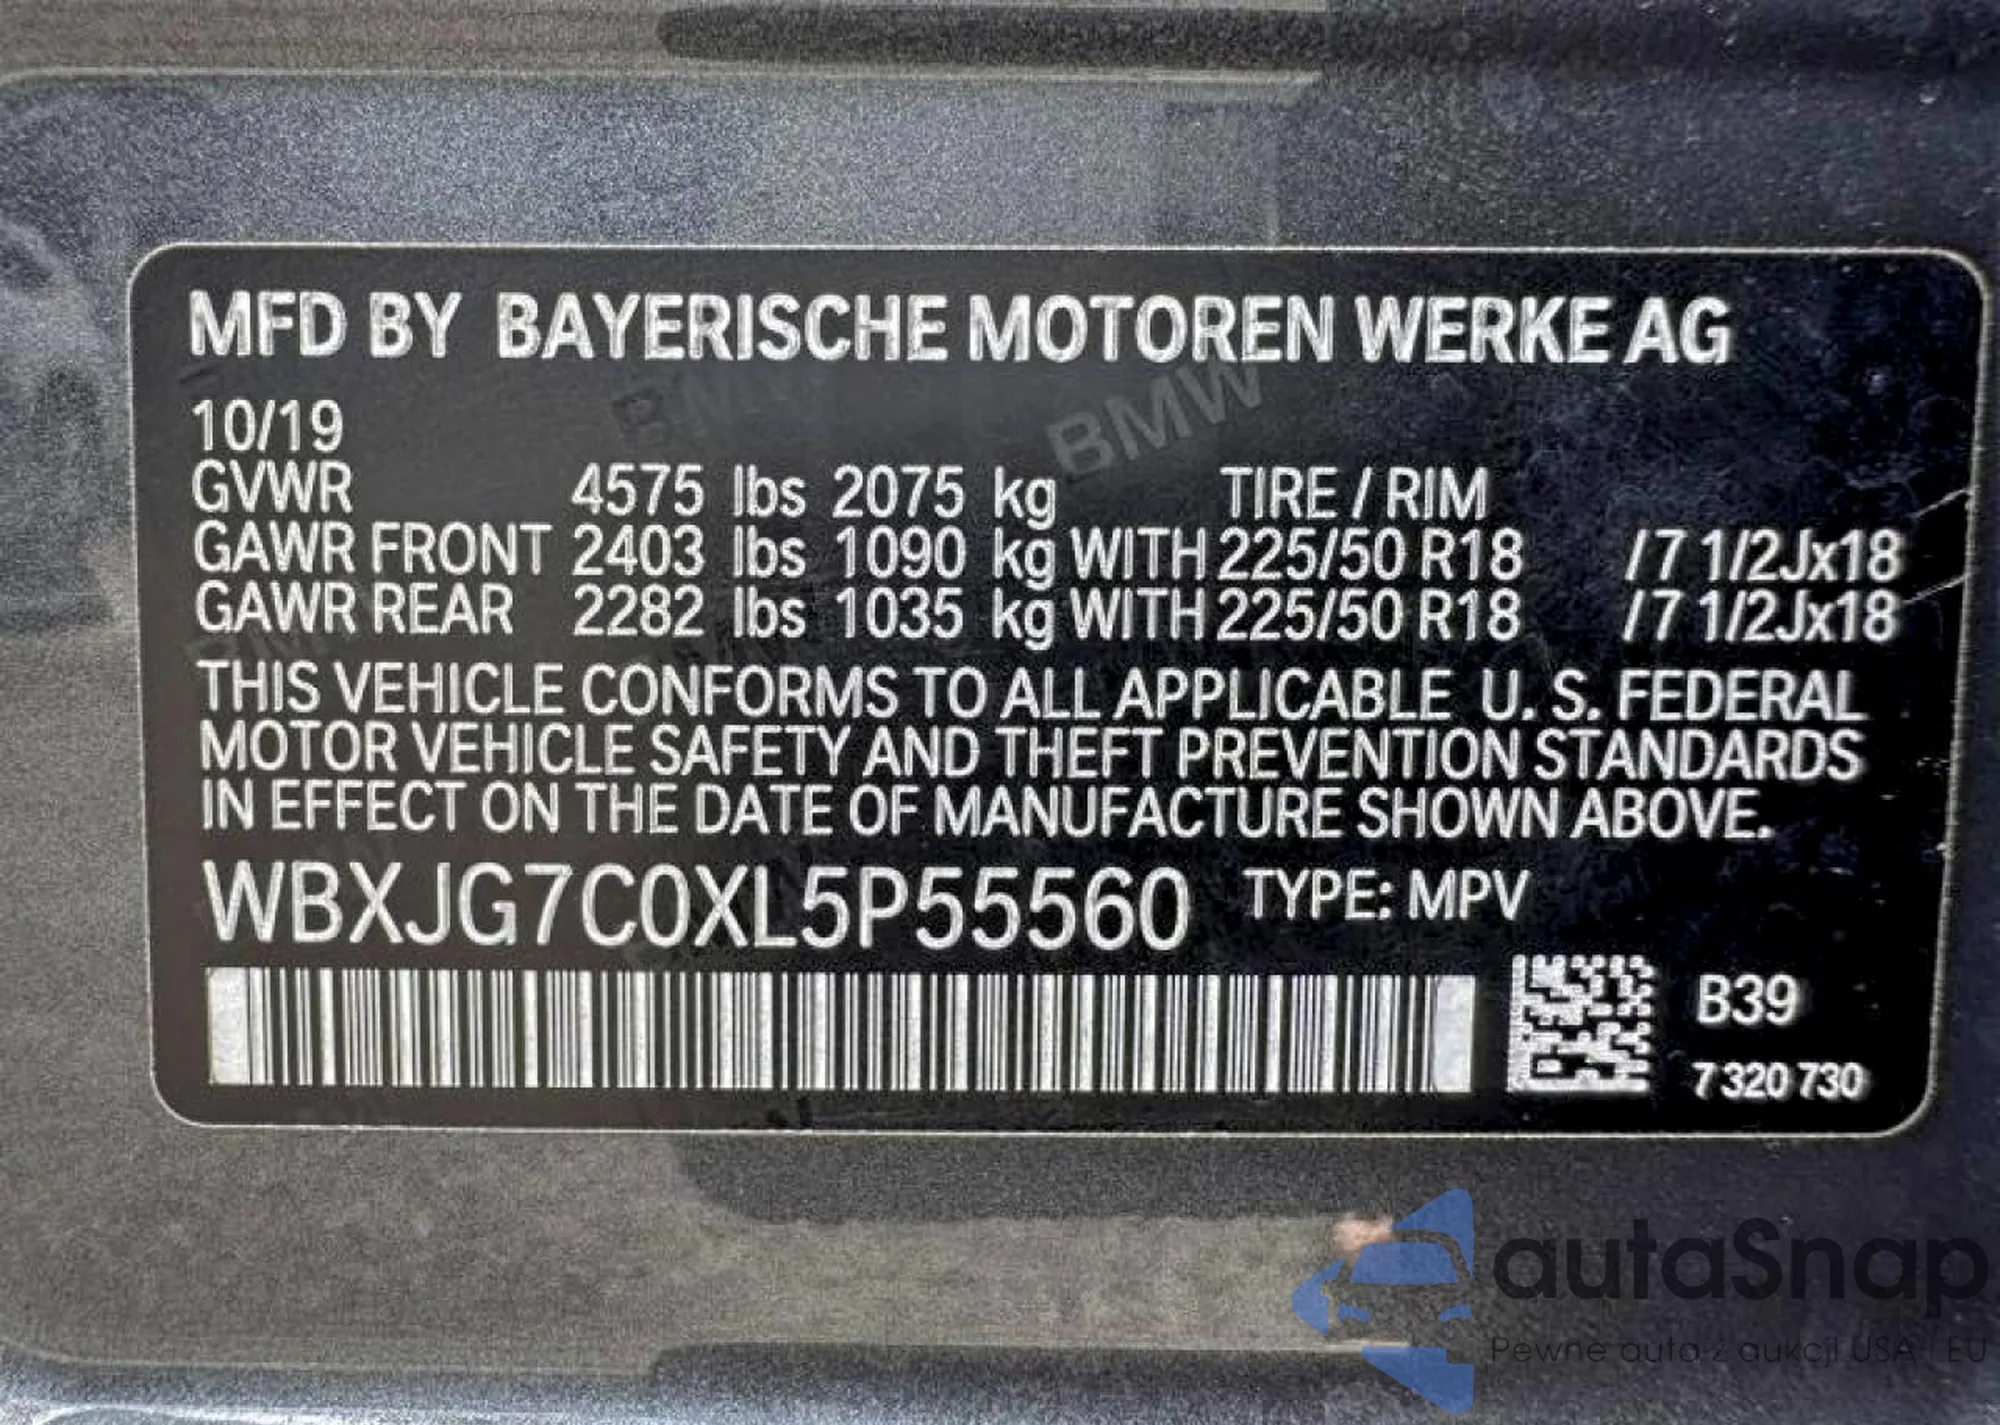 MFD BY BAYERISCHE MOTOREN WERKE AG
BMW
10/19
GVWR 4575 lbs 2075 kg TIRE / RIM
GAWR FRONT 2403 lbs 1090 kg WITH 225/50 R18 /7 1/2Jx18
GAWR REAR 2282 lbs 1035 kg WITH 225/50 R18 /7 1/2Jx18
THIS VEHICLE CONFORMS TO ALL APPLICABLE U. S. FEDERAL
MOTOR VEHICLE SAFETY AND THEFT PREVENTION STANDARDS
IN EFFECT ON THE DATE OF MANUFACTURE SHOWN ABOVE.
WBXJG7C0XL5P55560 TYPE: MPV
B39
7 320 730
autaSnap
Pewne auta z aukcji USA i EU